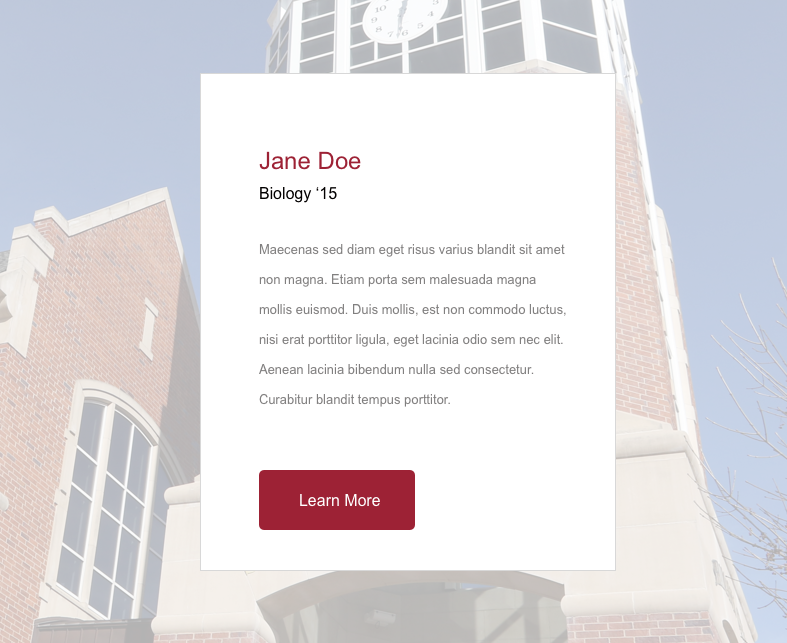 Jane Doe
Biology ‘15
Maecenas sed diam eget risus varius blandit sit amet
non magna. Etiam porta sem malesuada magna
mollis euismod. Duis mollis, est non commodo luctus,
nisi erat porttitor ligula, eget lacinia odio sem nec elit.
Aenean lacinia bibendum nulla sed consectetur.
Curabitur blandit tempus porttitor.
Learn More